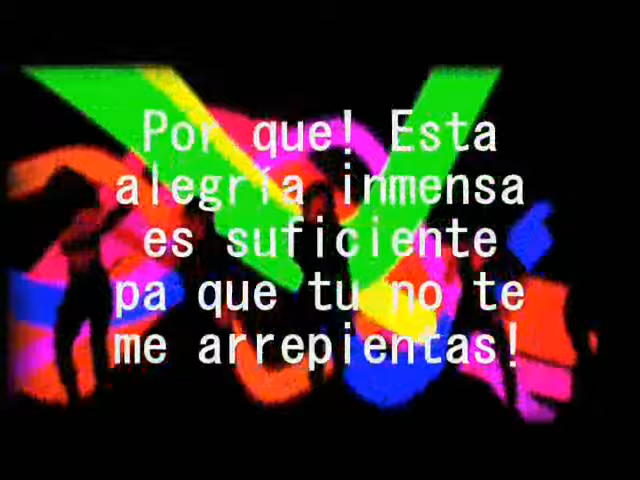 Por que! Esta
alegría inmensa
es suficiente
pa que tu no te
me arrepientas!